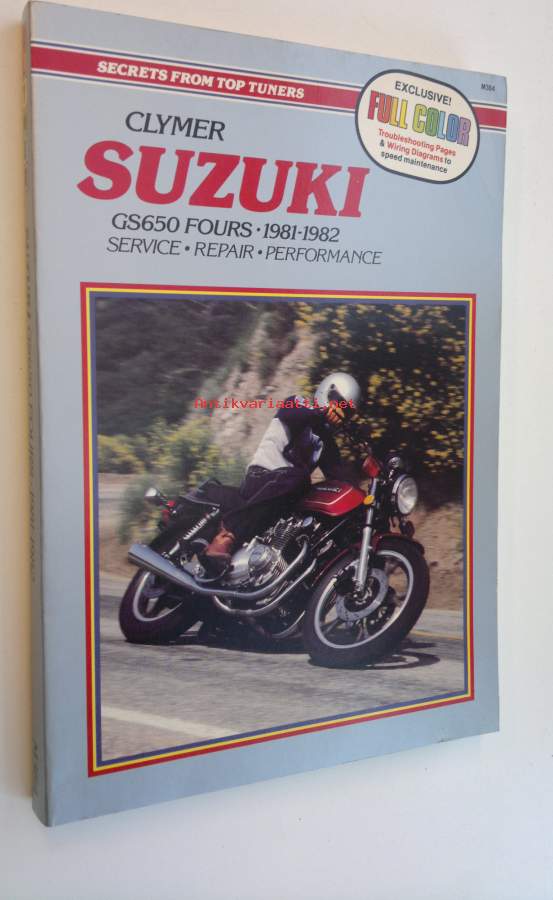 SECRETS FROM TOP TUNERS
M364
EXCLUSIVE!
FULL COLOR
Troubleshooting Pages
& Wiring Diagrams to
speed maintenance
CLYMER
SUZUKI
GS650 FOURS · 1981-1982
SERVICE • REPAIR • PERFORMANCE
Antikvariaatti.net
SUZUKI